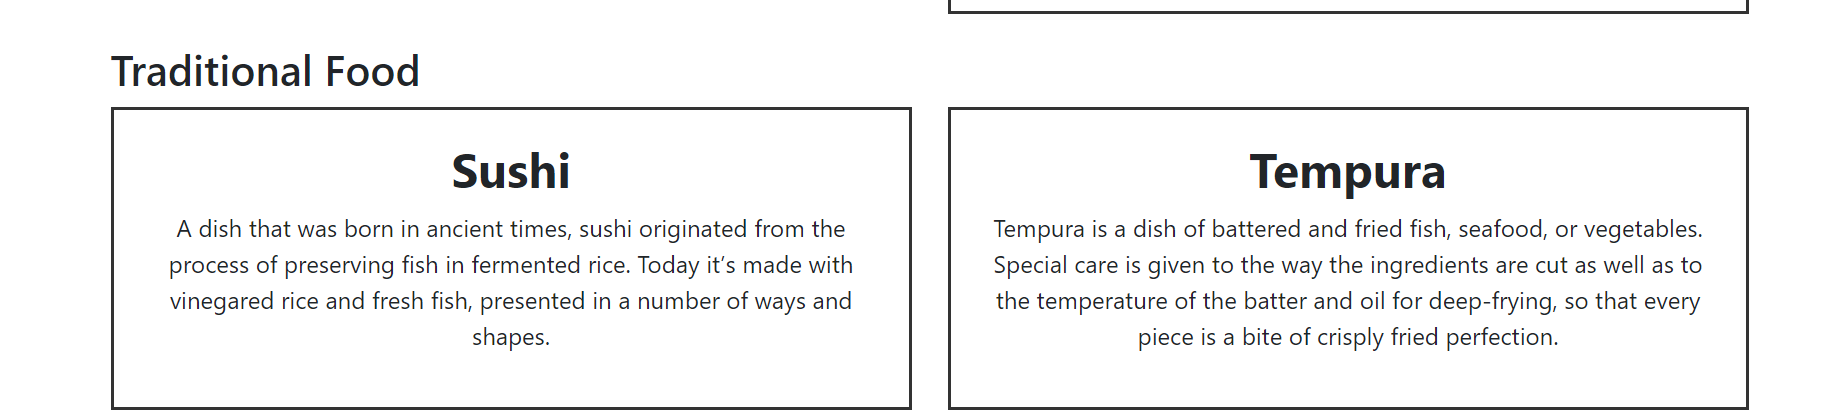 Traditional Food
Sushi
A dish that was born in ancient times, sushi originated from the
process of preserving fish in fermented rice. Today it’s made with
vinegared rice and fresh fish, presented in a number of ways and
shapes.
Tempura
Tempura is a dish of battered and fried fish, seafood, or vegetables.
Special care is given to the way the ingredients are cut as well as to
the temperature of the batter and oil for deep-frying, so that every
piece is a bite of crisply fried perfection.